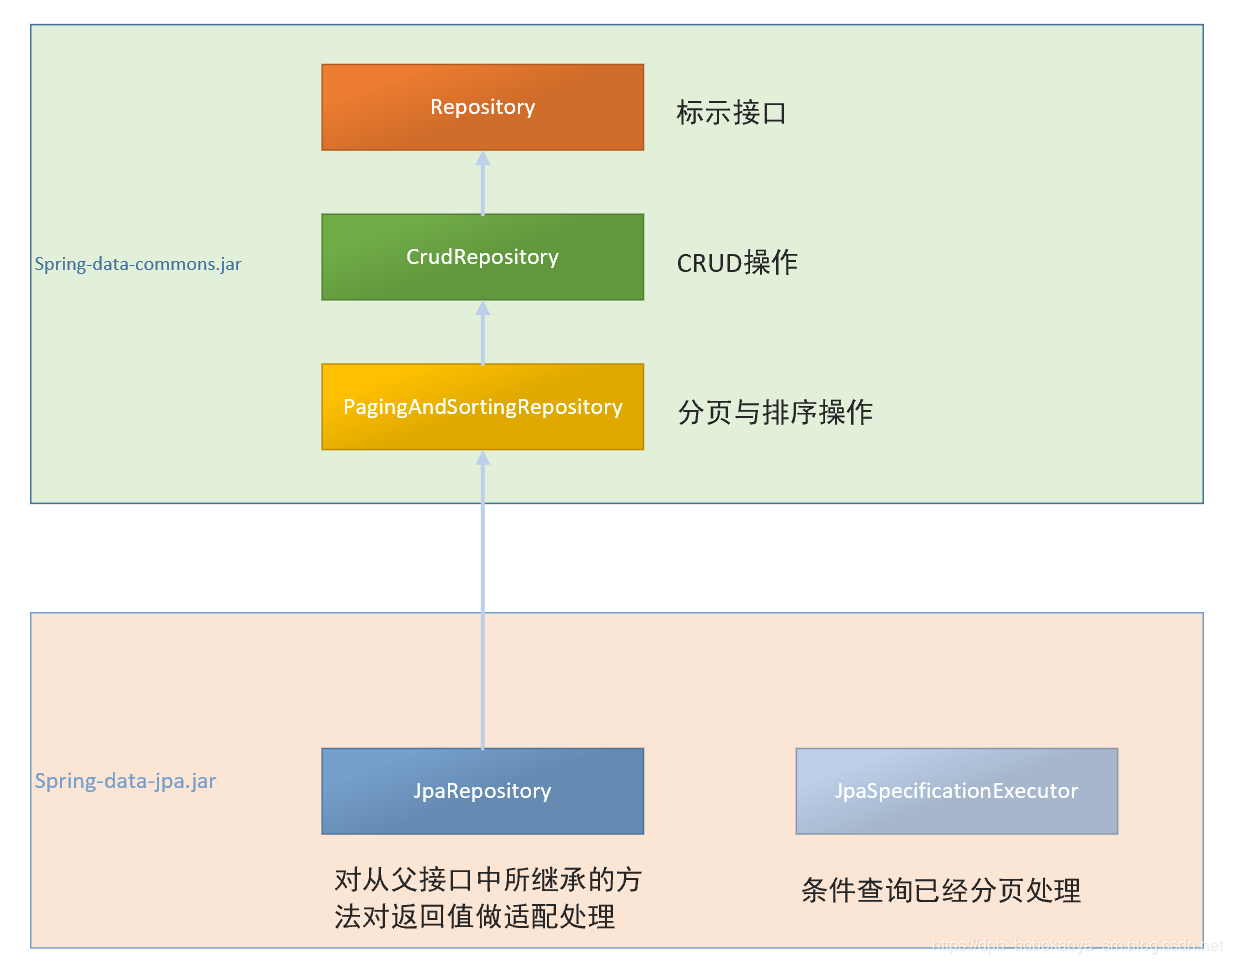 Repository
标示接口
Spring-data-commons.jar
CrudRepository
CRUD操作
PagingAndSortingRepository
分页与排序操作
Spring-data-jpa.jar
JpaRepository
JpaSpecificationExecutor
对从父接口中所继承的方
法对返回值做适配处理
条件查询已经分页处理
https://dpb-bobokaoya-sm.blog.csdn.net